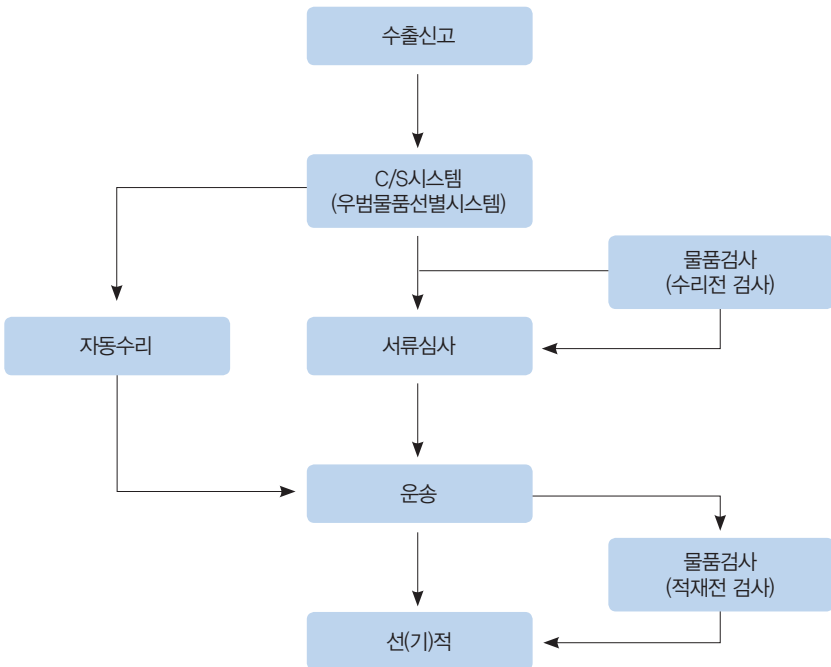 수출신고
C/S시스템
(우범물품선별시스템)
물품검사
(수리전 검사)
자동수리
서류심사
운송
물품검사
(적재전 검사)
선(기)적